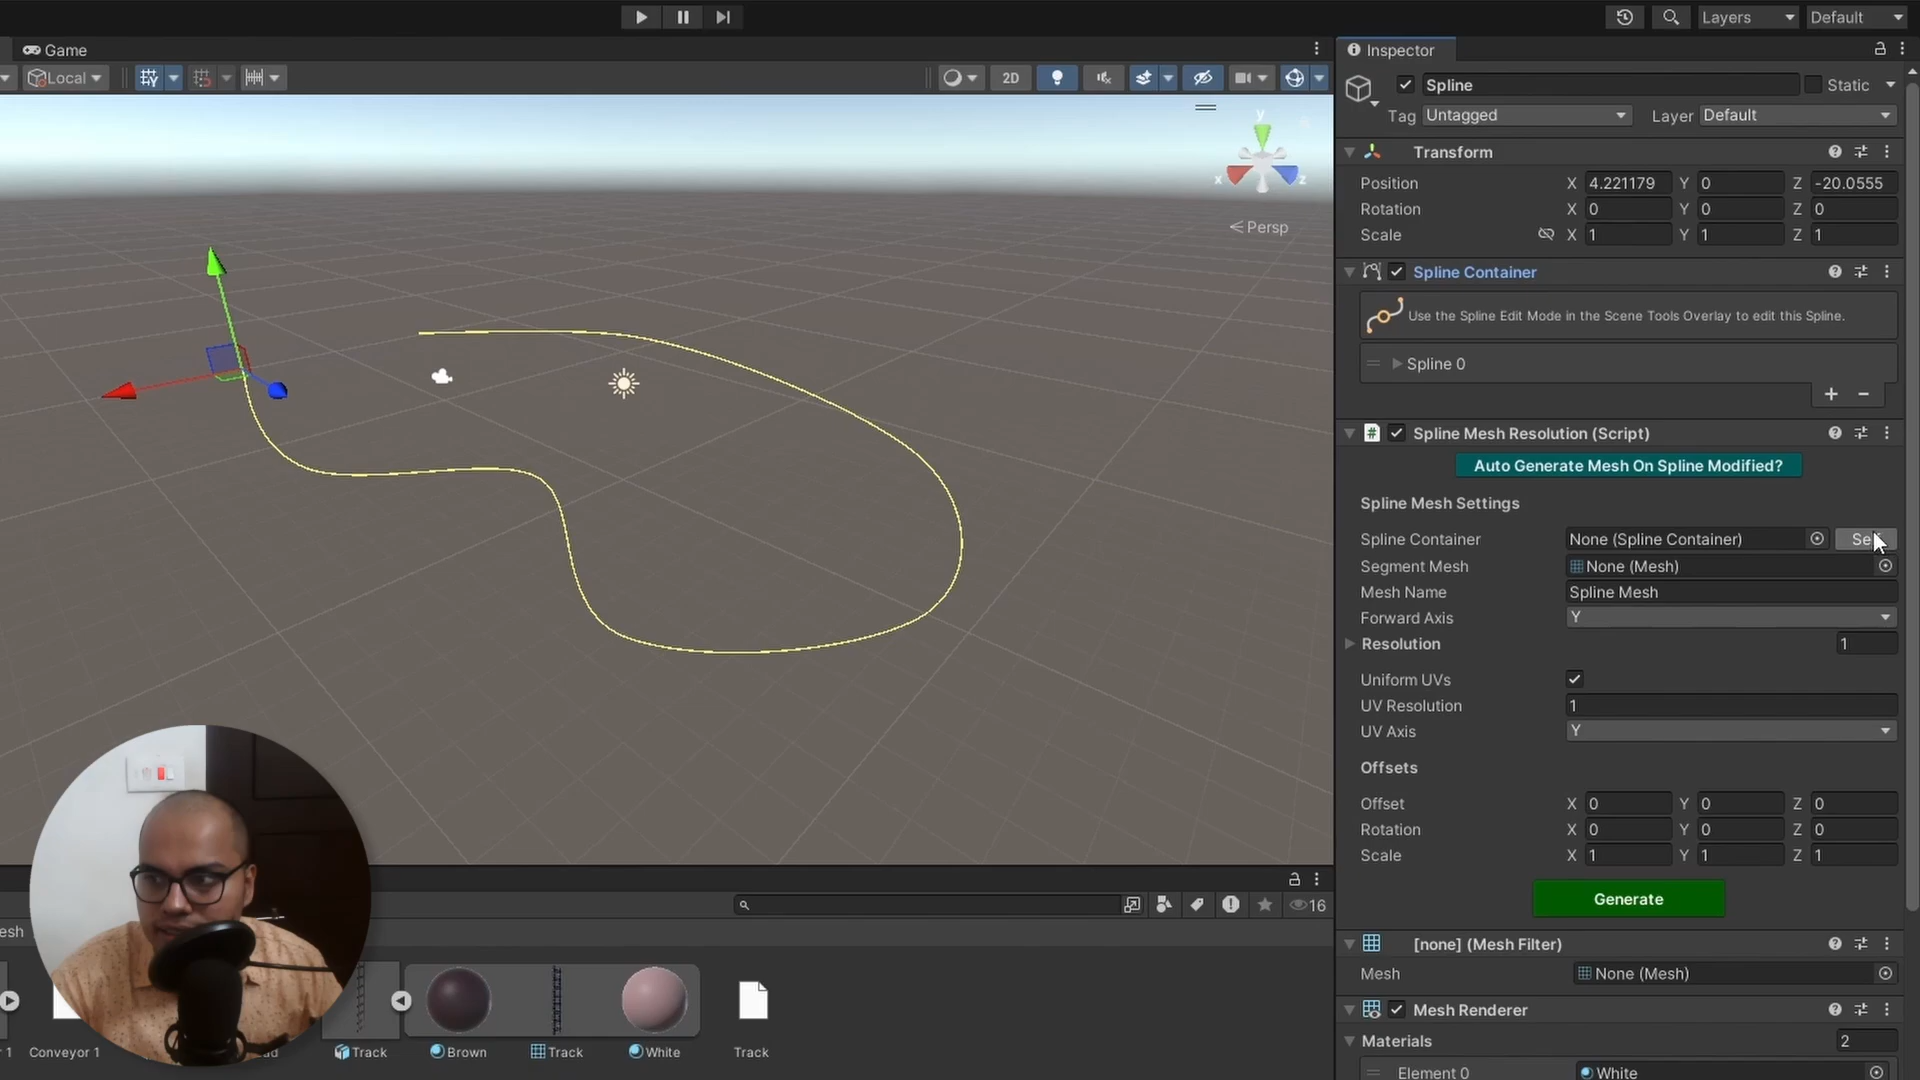 Layers
Default
Game
Inspector
Local
2D
Spline
Static
Tag Untagged
Layer Default
Transform
Position X 4.221179 Y 0 Z -20.0555
Rotation X 0 Y 0 Z 0
Scale X 1 Y 1 Z 1
y
x
z
Persp
Spline Container
Use the Spline Edit Mode in the Scene Tools Overlay to edit this Spline.
Spline 0
Spline Mesh Resolution (Script)
Auto Generate Mesh On Spline Modified?
Spline Mesh Settings
Spline Container None (Spline Container)
Segment Mesh None (Mesh)
Mesh Name Spline Mesh
Forward Axis Y
Resolution 1
Uniform UVs
UV Resolution 1
UV Axis Y
Offsets
Offset X 0 Y 0 Z 0
Rotation X 0 Y 0 Z 0
Scale X 1 Y 1 Z 1
Generate
16
[none] (Mesh Filter)
Mesh None (Mesh)
Mesh Renderer
Materials 2
Element 0 White
Conveyor 1
Track
Brown
Track
White
Track